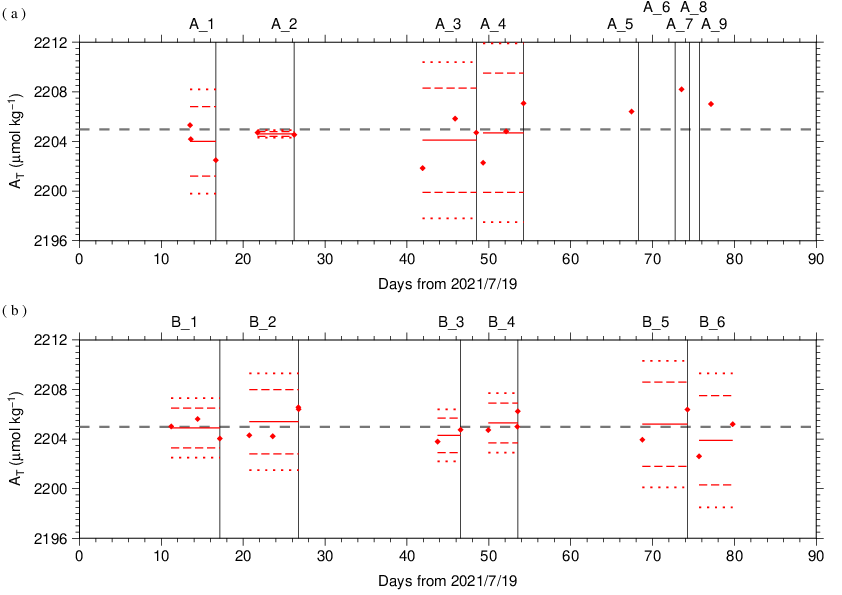 ( a )
A_6 A_8
A_1 A_2 A_3 A_4 A_5 A_7 A_9
2212
2208
2204
2200
2196
A_T (μmol kg⁻¹)
0 10 20 30 40 50 60 70 80 90
Days from 2021/7/19
( b )
B_1 B_2 B_3 B_4 B_5 B_6
2212
2208
2204
2200
2196
A_T (μmol kg⁻¹)
0 10 20 30 40 50 60 70 80 90
Days from 2021/7/19